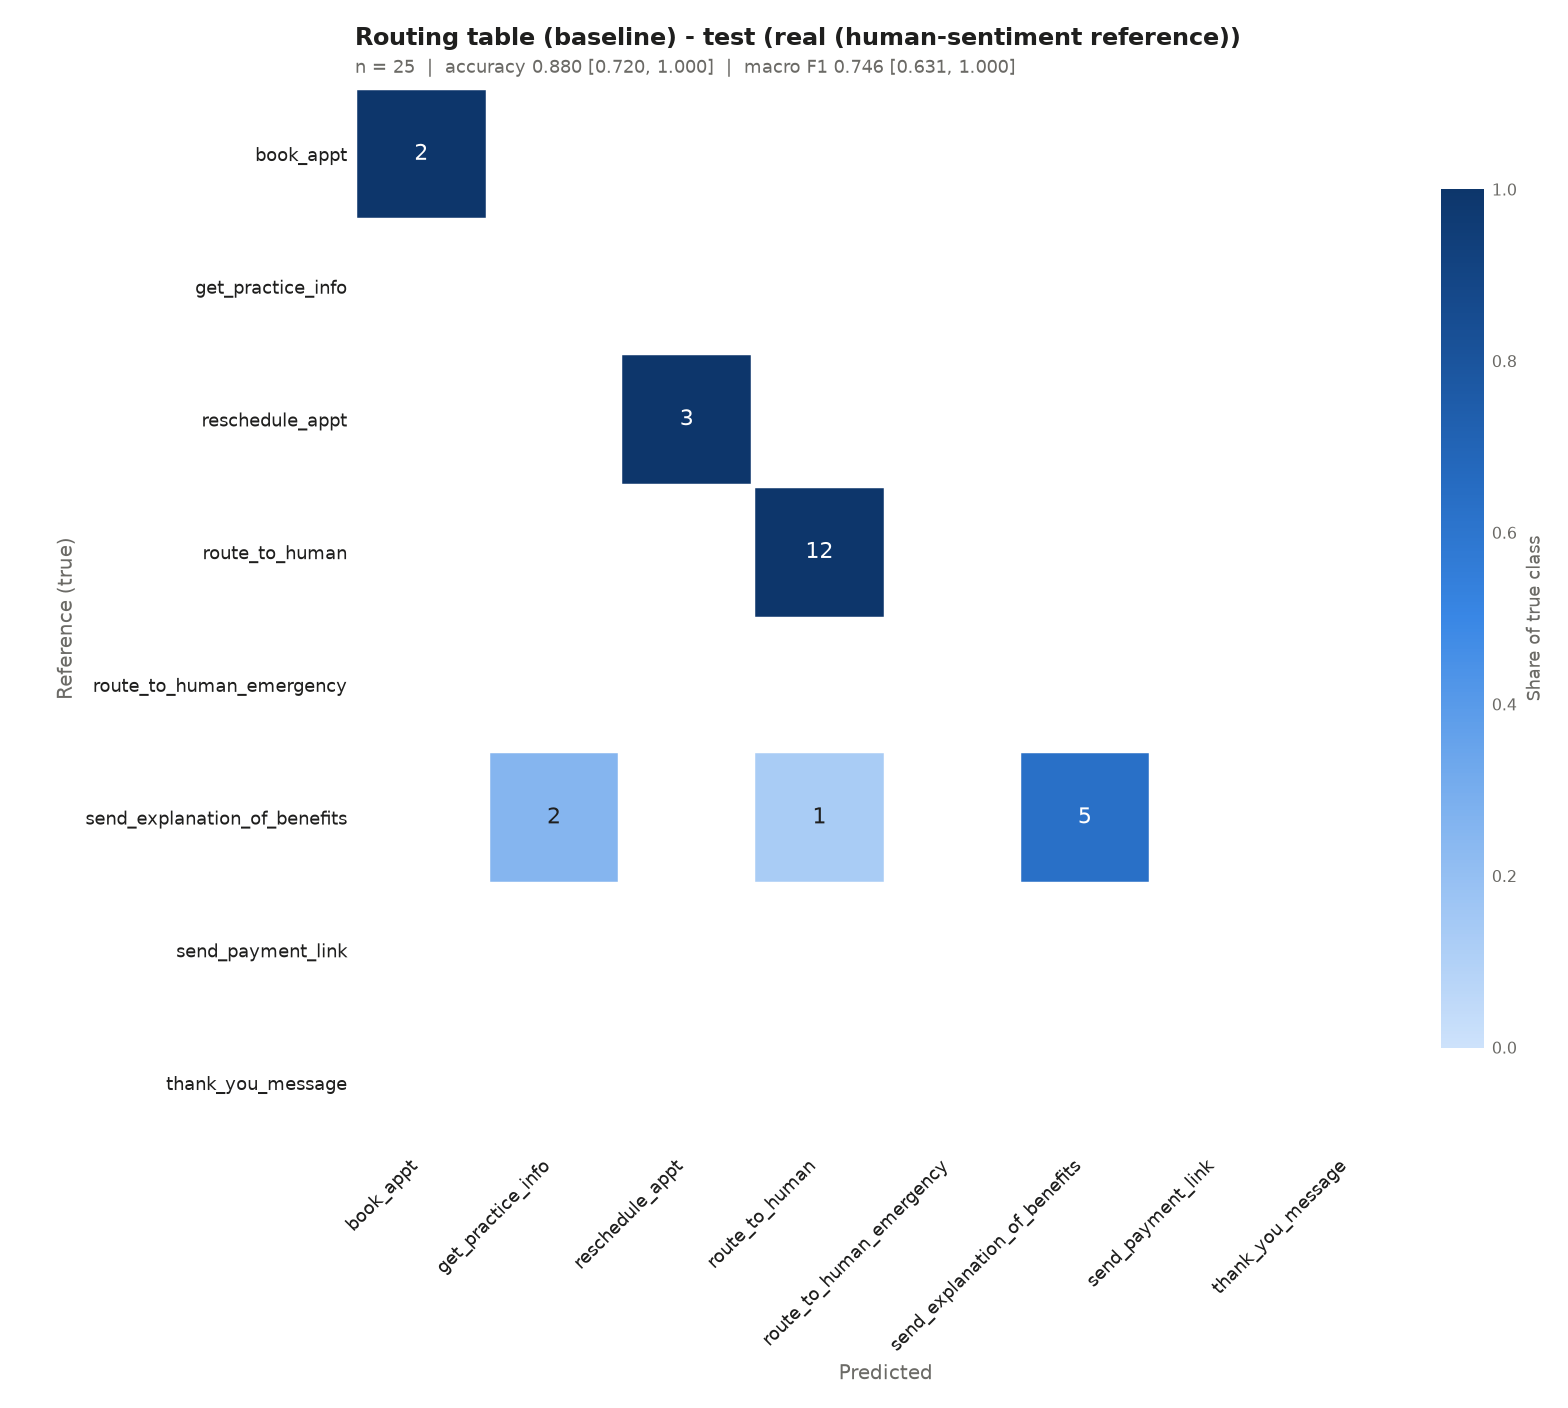 Routing table (baseline) - test (real (human-sentiment reference))
n = 25 | accuracy 0.880 [0.720, 1.000] | macro F1 0.746 [0.631, 1.000]
book_appt
get_practice_info
reschedule_appt
route_to_human
route_to_human_emergency
send_explanation_of_benefits
send_payment_link
thank_you_message
Reference (true)
2
3
12
2
1
5
book_appt
get_practice_info
reschedule_appt
route_to_human
route_to_human_emergency
send_explanation_of_benefits
send_payment_link
thank_you_message
Predicted
1.0
0.8
0.6
0.4
0.2
0.0
Share of true class